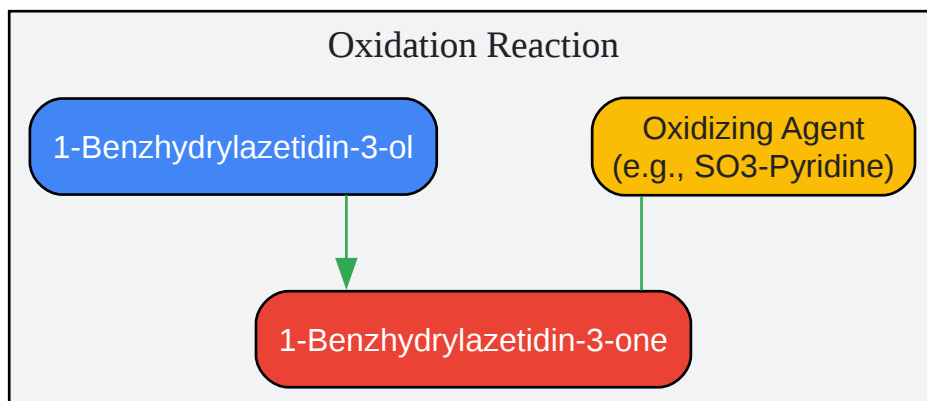 Oxidation Reaction
1-Benzhydrylazetidin-3-ol
Oxidizing Agent
(e.g., SO3-Pyridine)
1-Benzhydrylazetidin-3-one